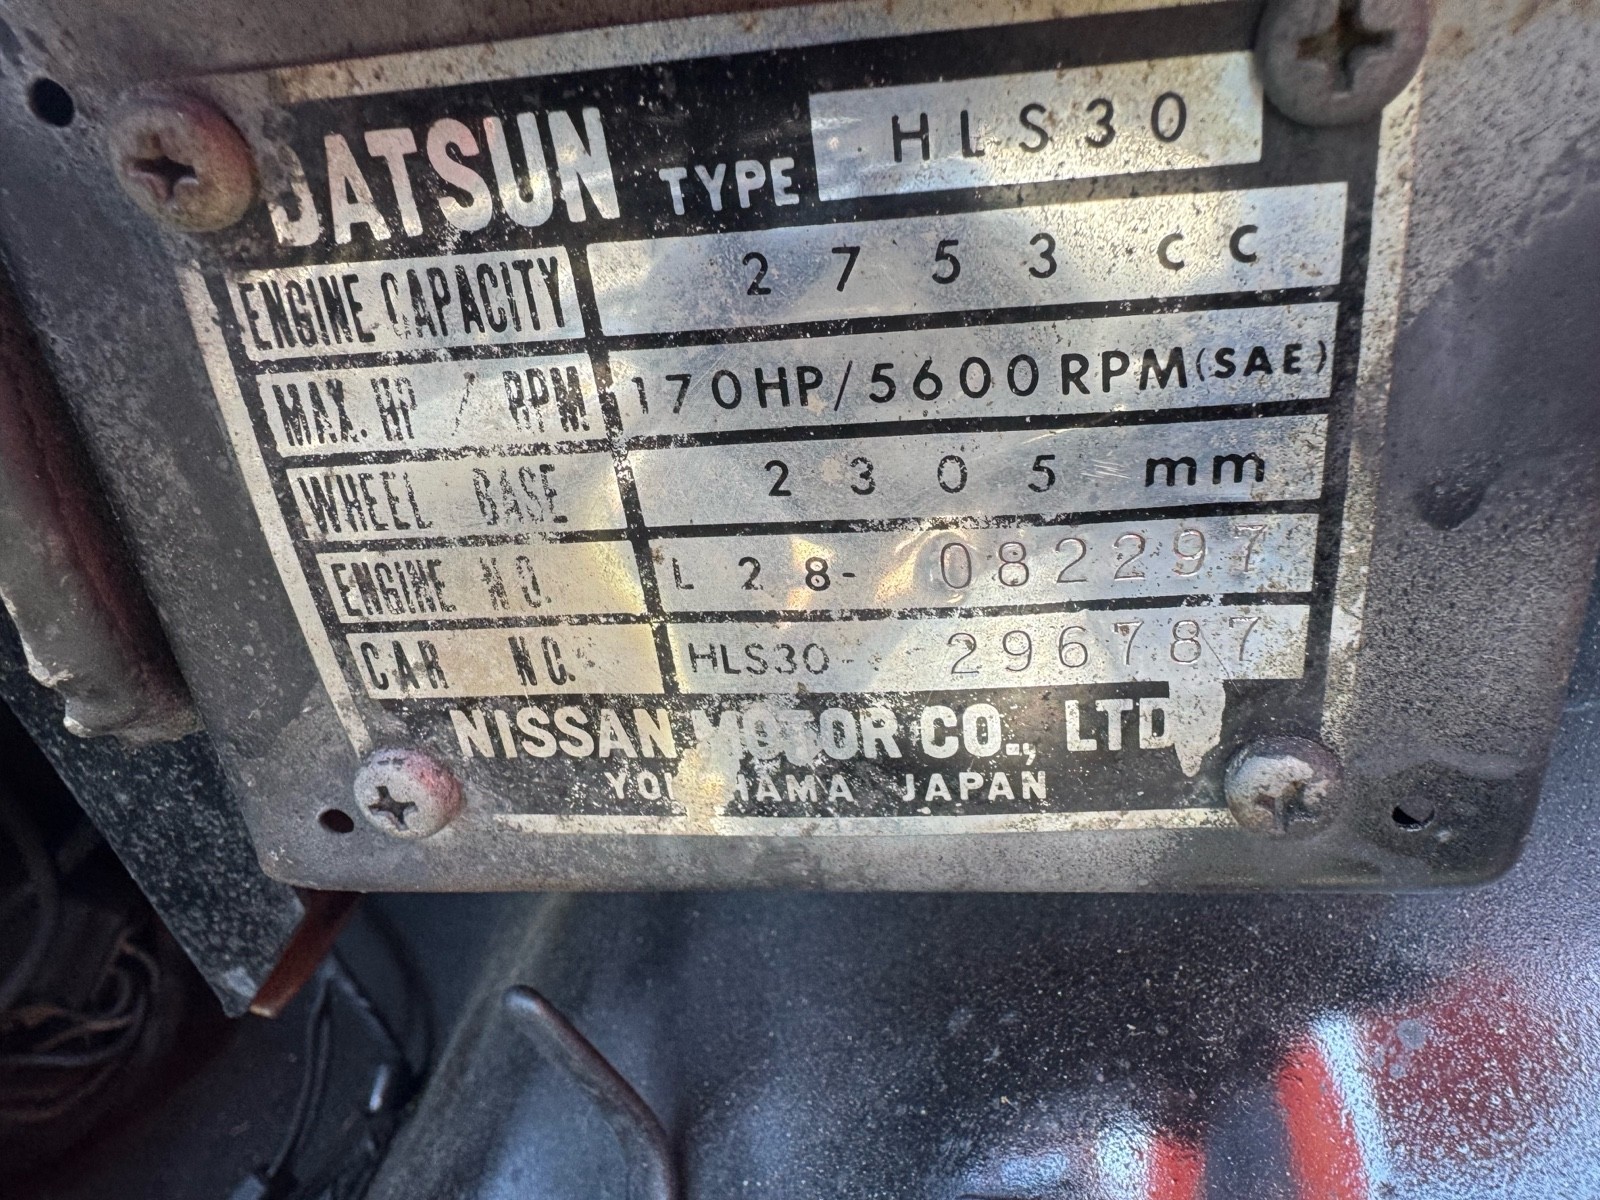 DATSUN TYPE HLS30
ENGINE CAPACITY 2753 cc
MAX. HP / RPM 170HP/5600RPM(SAE)
WHEEL BASE 2305 mm
ENGINE NO. L28- 082297
CAR NO. HLS30- 296787
NISSAN MOTOR CO., LTD
YOKOHAMA JAPAN